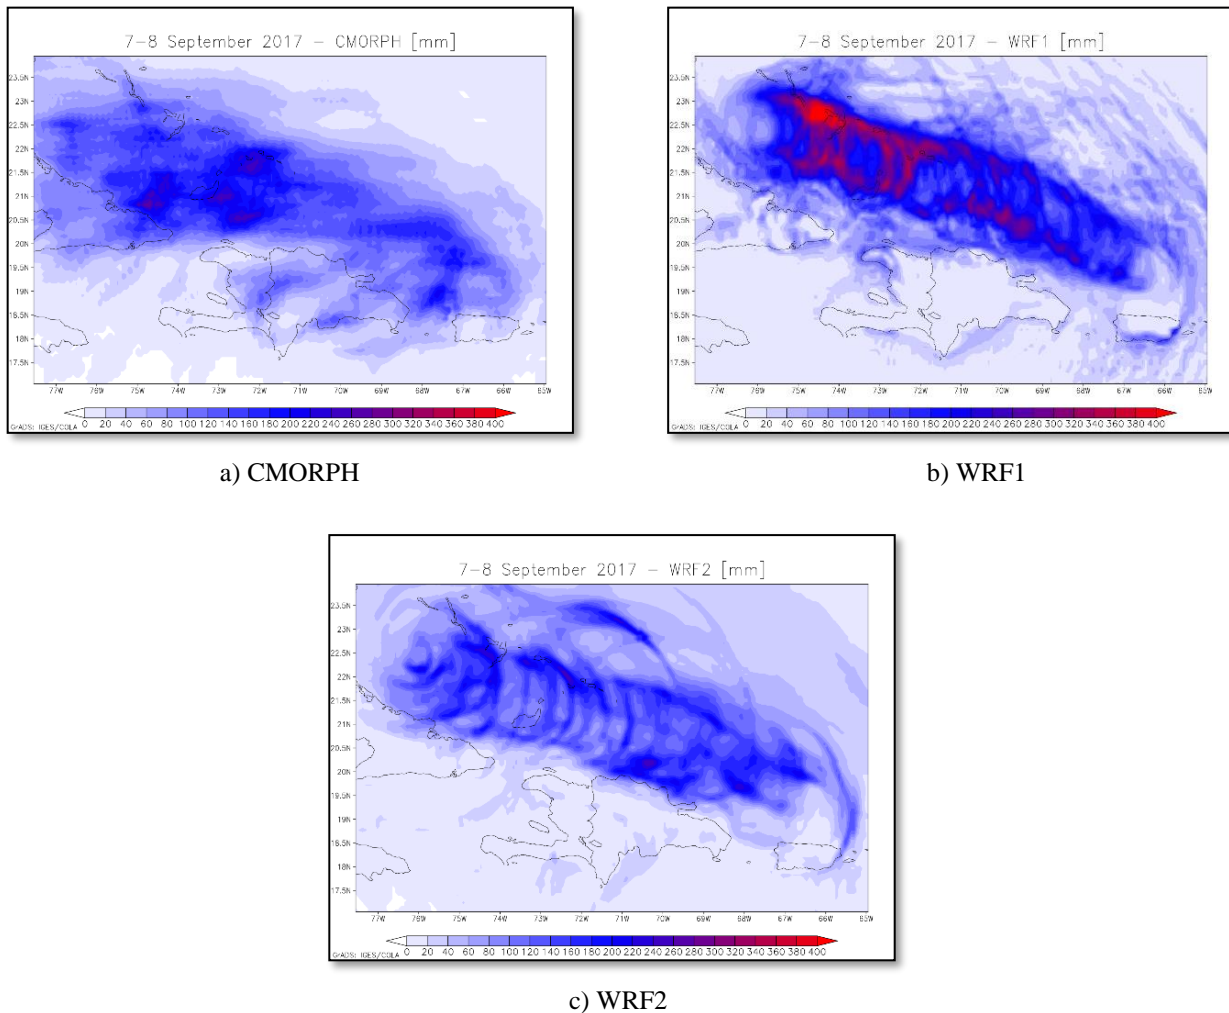 7-8 September 2017 - CMORPH [mm]
23.5N
23N
22.5N
22N
21.5N
21N
20.5N
20N
19.5N
19N
18.5N
18N
17.5N
77W 76W 75W 74W 73W 72W 71W 70W 69W 68W 67W 66W 65W
0 20 40 60 80 100 120 140 160 180 200 220 240 260 280 300 320 340 360 380 400
GrADS: IGES/COLA
a) CMORPH
7-8 September 2017 - WRF1 [mm]
23.5N
23N
22.5N
22N
21.5N
21N
20.5N
20N
19.5N
19N
18.5N
18N
17.5N
77W 76W 75W 74W 73W 72W 71W 70W 69W 68W 67W 66W 65W
0 20 40 60 80 100 120 140 160 180 200 220 240 260 280 300 320 340 360 380 400
GrADS: IGES/COLA
b) WRF1
7-8 September 2017 - WRF2 [mm]
23.5N
23N
22.5N
22N
21.5N
21N
20.5N
20N
19.5N
19N
18.5N
18N
17.5N
77W 76W 75W 74W 73W 72W 71W 70W 69W 68W 67W 66W 65W
0 20 40 60 80 100 120 140 160 180 200 220 240 260 280 300 320 340 360 380 400
GrADS: IGES/COLA
c) WRF2